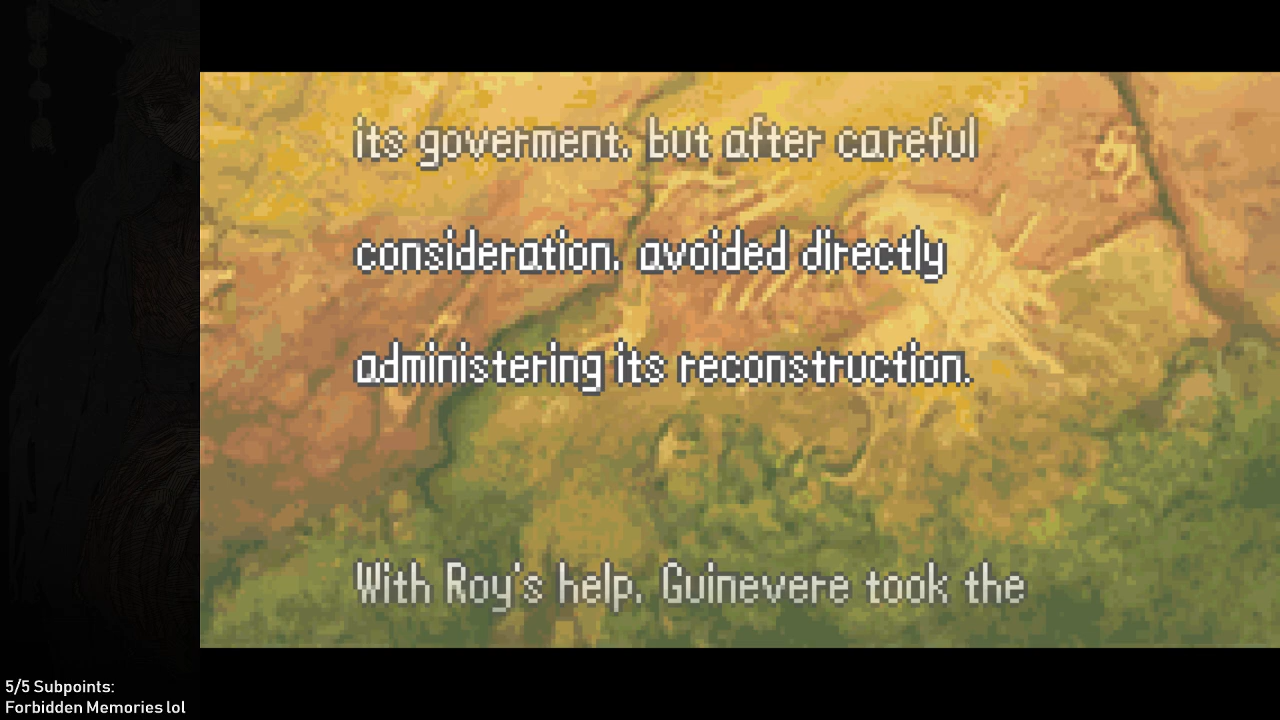 its goverment, but after careful
consideration, avoided directly
administering its reconstruction.
With Roy's help, Guinevere took the
5/5 Subpoints:
Forbidden Memories lol